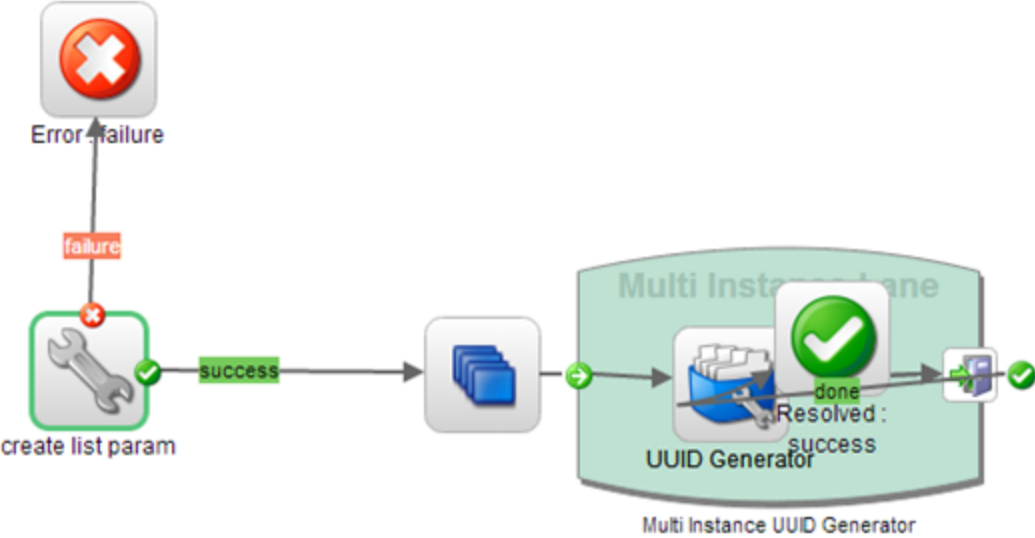 Error : failure
failure
create list param
success
Multi Instance Lane
done
Resolved :
success
UUID Generator
Multi Instance UUID Generator